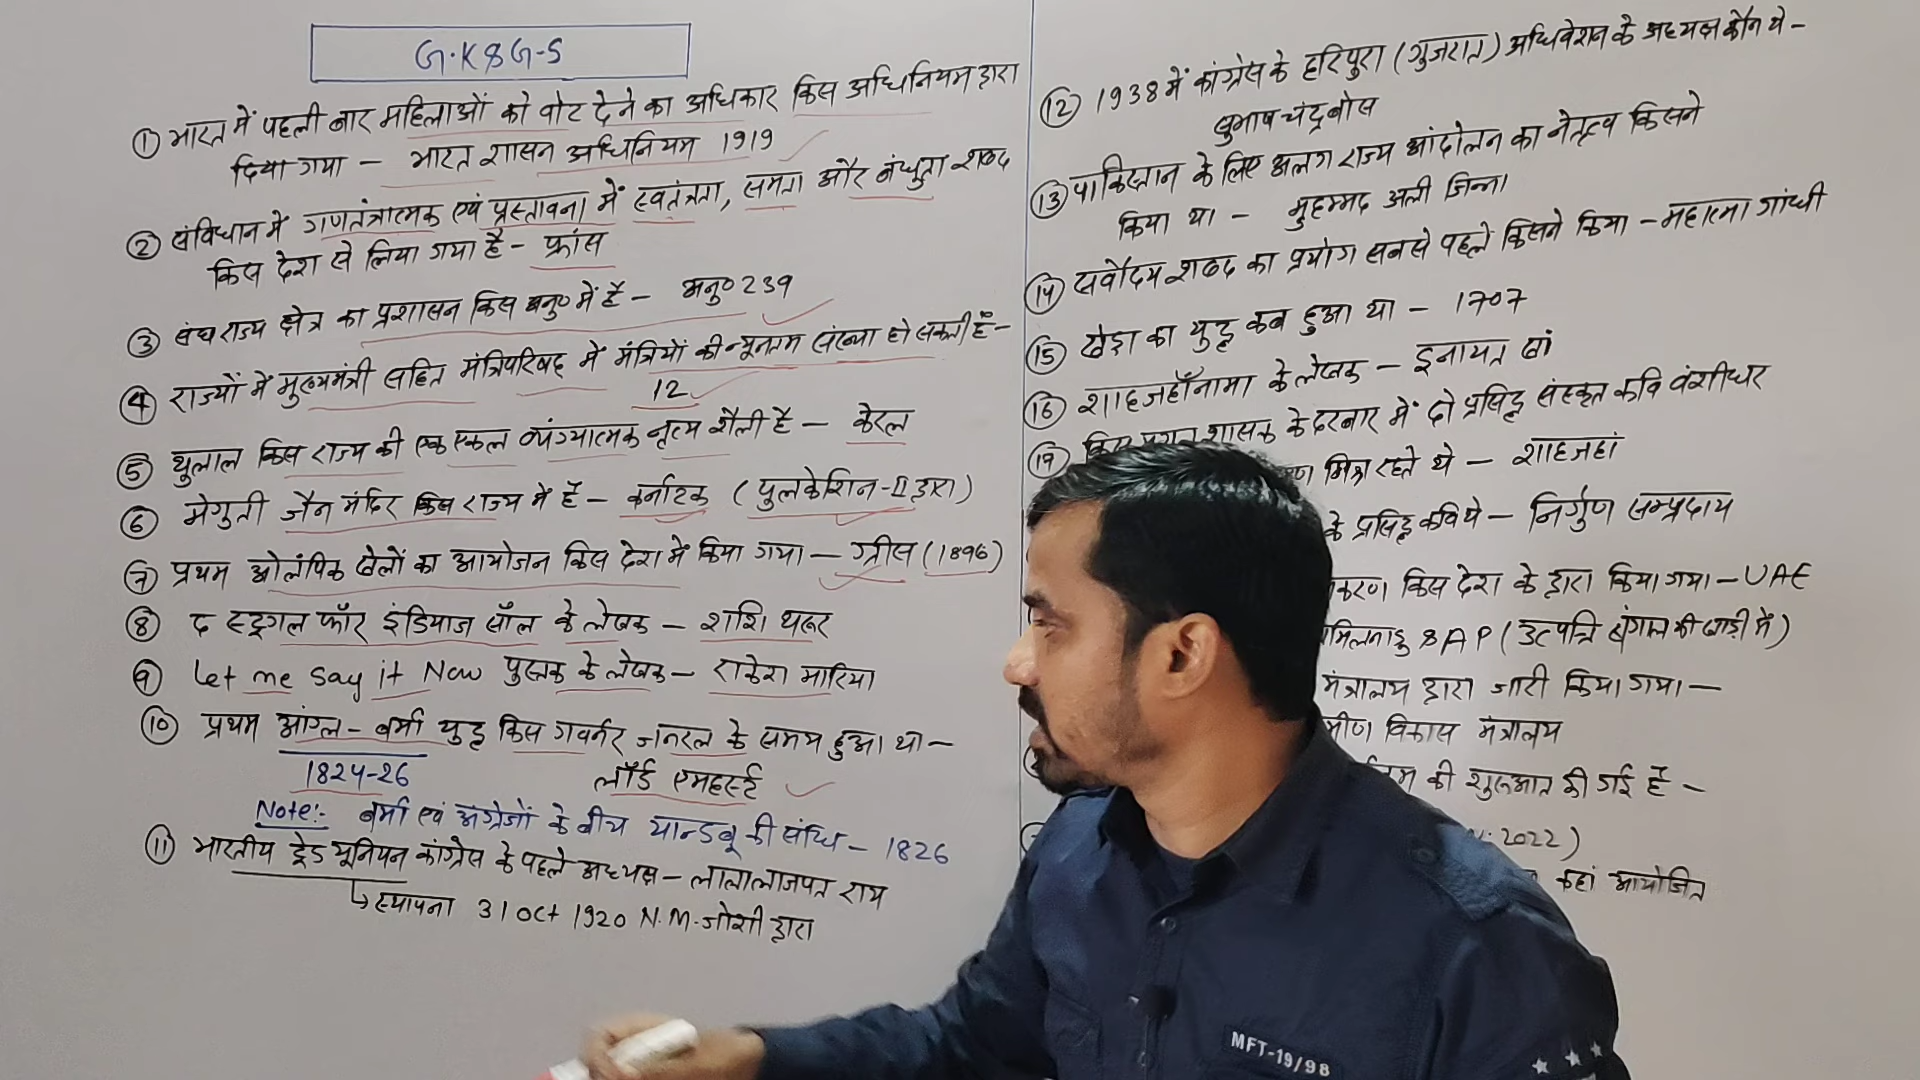 G.K & G-S
① भारत में पहली बार महिलाओं को वोट देने का अधिकार किस अधिनियम द्वारा
दिया गया – भारत शासन अधिनियम 1919
② संविधान में गणतंत्रात्मक एवं प्रस्तावना में स्वतंत्रता, समता और बंधुता शब्द
किस देश से लिया गया है – फ्रांस
③ संघ राज्य क्षेत्र का प्रशासन किस अनु० में है – अनु० 239
④ राज्यों में मुख्यमंत्री सहित मंत्रिपरिषद में मंत्रियों की न्यूनतम संख्या हो सकती है –
12
⑤ थुलाल किस राज्य की एक एकल व्यंग्यात्मक नृत्य शैली है – केरल
⑥ मेगुती जैन मंदिर किस राज्य में है – कर्नाटक (पुलकेशिन-II द्वारा)
⑦ प्रथम ओलंपिक खेलों का आयोजन किस देश में किया गया – ग्रीस (1896)
⑧ द स्ट्रगल फॉर इंडियाज सॉल के लेखक – शशि थरूर
⑨ Let me Say it Now पुस्तक के लेखक – राकेश मारिया
⑩ प्रथम आंग्ल – बर्मा युद्ध किस गवर्नर जनरल के समय हुआ था –
1824-26 लॉर्ड एमहर्स्ट
Note:- बर्मा एवं अंग्रेजों के बीच यान्डबू की संधि – 1826
⑪ भारतीय ट्रेड यूनियन कांग्रेस के पहले अध्यक्ष – लाला लाजपत राय
↳ स्थापना 31 Oct 1920 N.M. जोशी द्वारा
⑫ 1938 में कांग्रेस के हरिपुरा (गुजरात) अधिवेशन के अध्यक्ष कौन थे –
सुभाष चंद्र बोस
⑬ पाकिस्तान के लिए अलग राज्य आंदोलन का नेतृत्व किसने
किया था – मुहम्मद अली जिन्ना
⑭ सर्वोदय शब्द का प्रयोग सबसे पहले किसने किया – महात्मा गांधी
⑮ खेड़ा का युद्ध कब हुआ था – 1707
⑯ शाहजहाँनामा के लेखक – इनायत खां
⑰ किस मुगल शासक के दरबार में दो प्रसिद्ध संस्कृत कवि वंशीधर
मिश्र रहते थे – शाहजहां
के प्रसिद्ध कवि थे – निर्गुण सम्प्रदाय
करण किस देश के द्वारा किया गया – UAE
& AP (उत्पत्ति बंगाल की खाड़ी में)
मंत्रालय द्वारा जारी किया गया –
विकास मंत्रालय
की शुरूआत की गई है –
2022)
कहां आयोजित
MFT-19/98